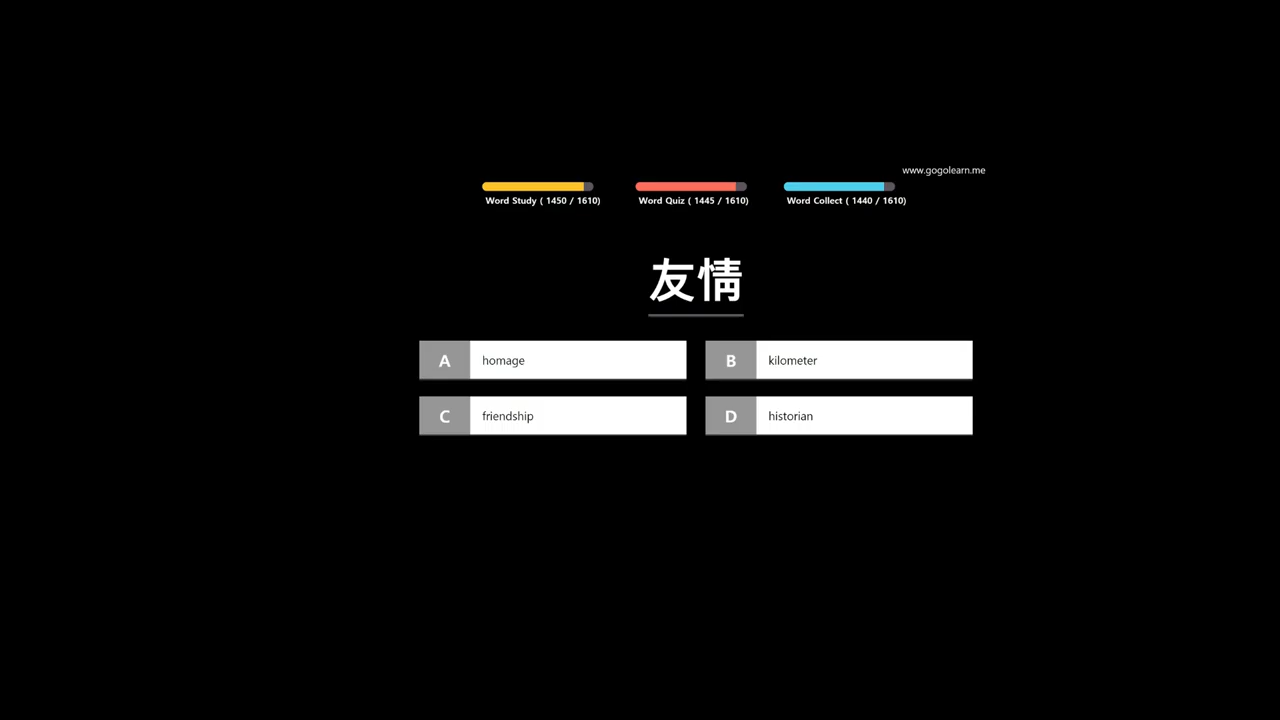 www.gogolearn.me
Word Study ( 1450 / 1610)
Word Quiz ( 1445 / 1610)
Word Collect ( 1440 / 1610)
友情
A homage
B kilometer
C friendship
D historian